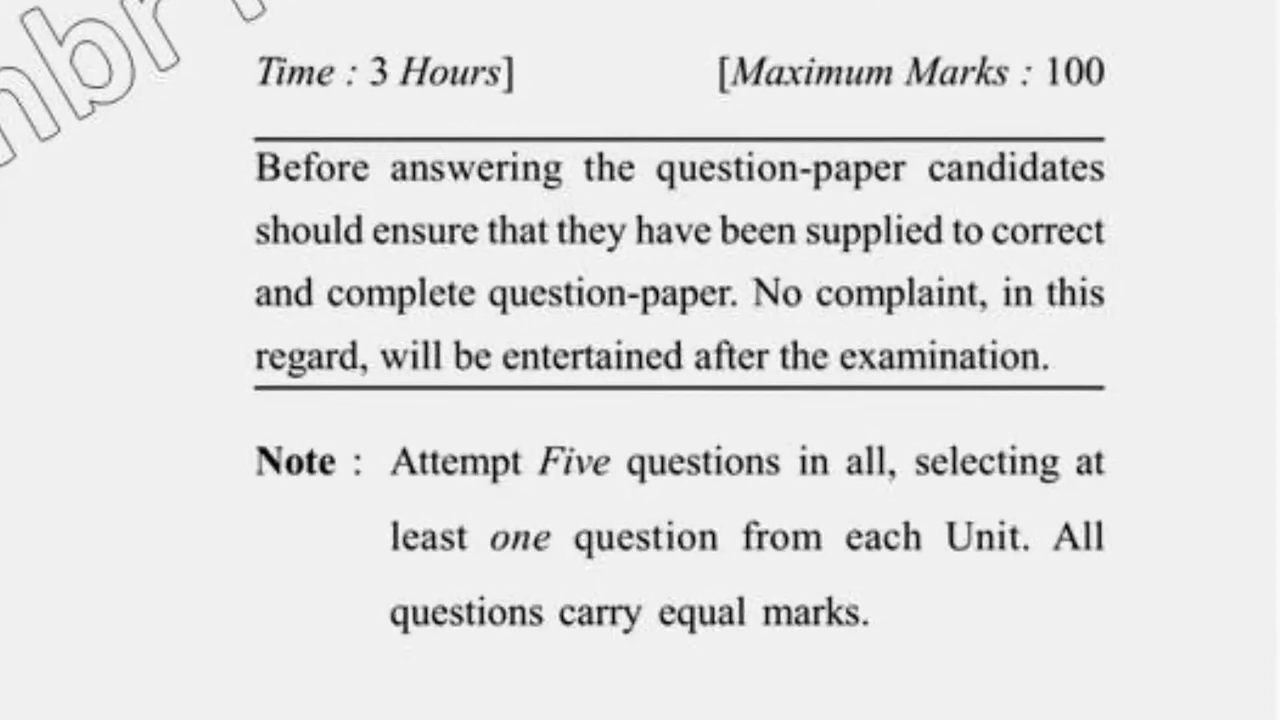 Time : 3 Hours] [Maximum Marks : 100
Before answering the question-paper candidates
should ensure that they have been supplied to correct
and complete question-paper. No complaint, in this
regard, will be entertained after the examination.
Note : Attempt Five questions in all, selecting at
least one question from each Unit. All
questions carry equal marks.